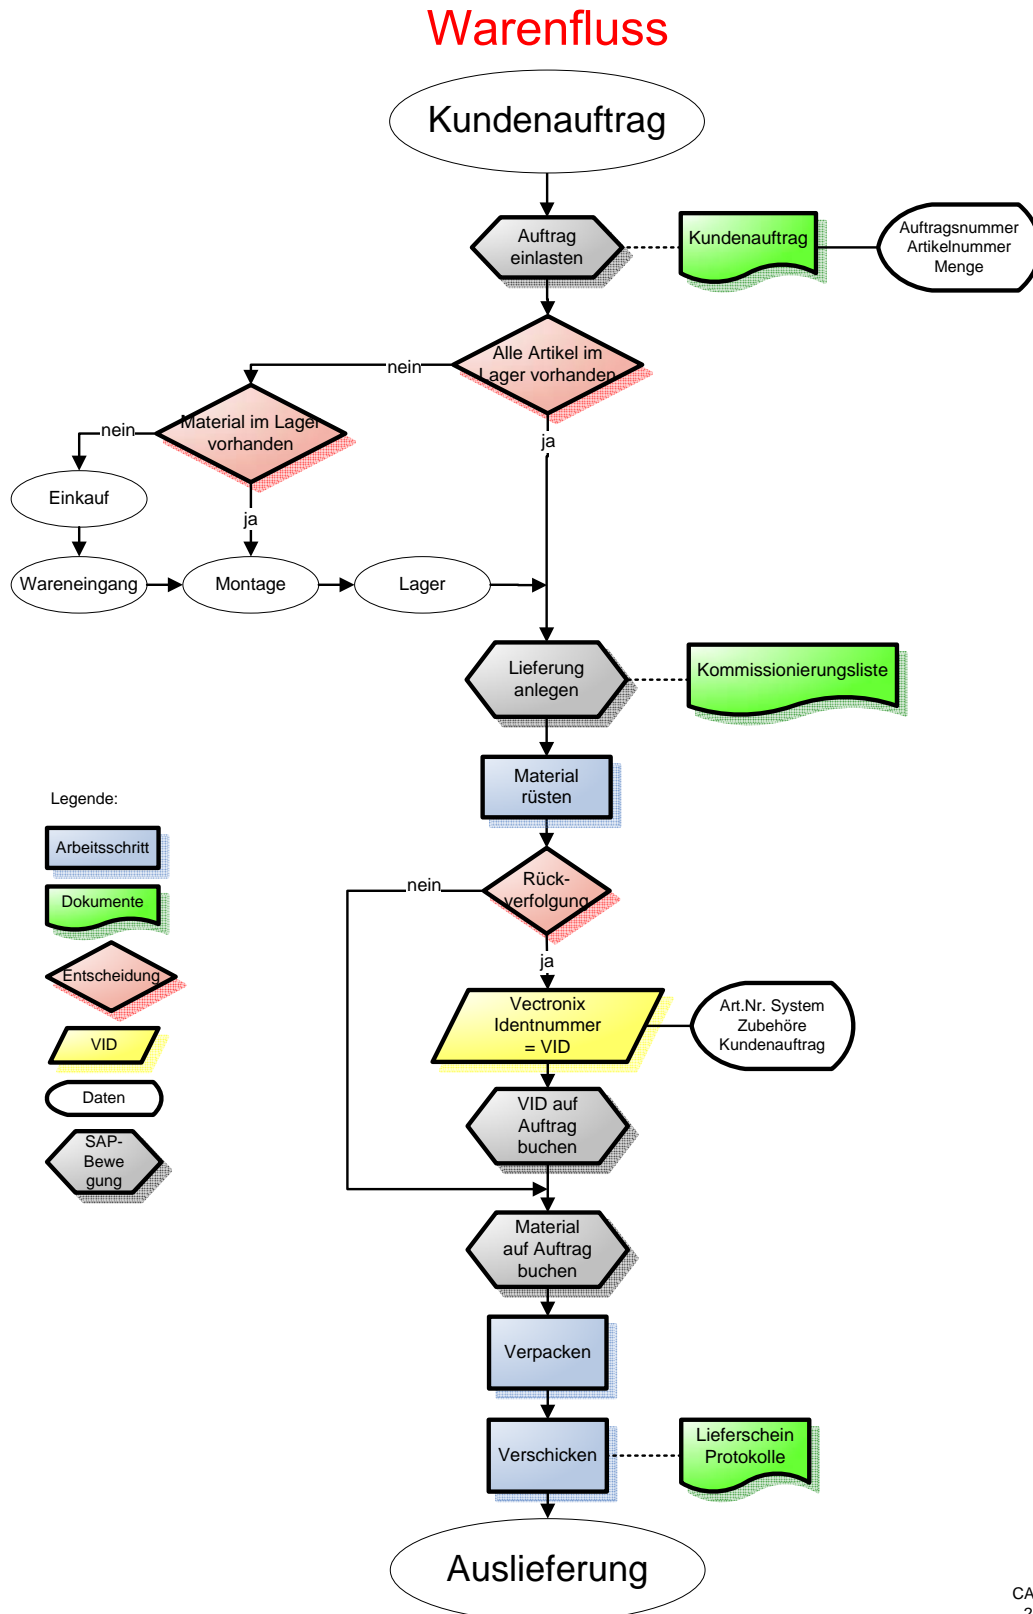 Warenfluss
Kundenauftrag
Auftrag
einlasten
Kundenauftrag
Auftragsnummer
Artikelnummer
Menge
Alle Artikel im
Lager vorhanden
nein
ja
Material im Lager
vorhanden
nein
ja
Einkauf
Wareneingang
Montage
Lager
Lieferung
anlegen
Kommissionierungsliste
Material
rüsten
Rück-
verfolgung
nein
ja
Vectronix
Identnummer
= VID
Art.Nr. System
Zubehöre
Kundenauftrag
VID auf
Auftrag
buchen
Material
auf Auftrag
buchen
Verpacken
Verschicken
Lieferschein
Protokolle
Auslieferung
Legende:
Arbeitsschritt
Dokumente
Entscheidung
VID
Daten
SAP-
Bewe
gung
CA
2